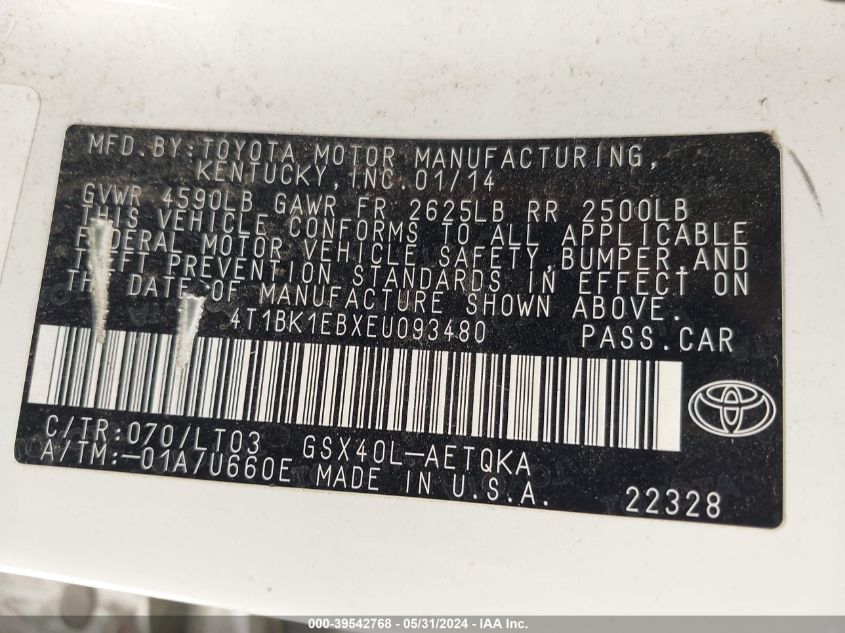 MFD.BY:TOYOTA MOTOR MANUFACTURING,
KENTUCKY,INC.01/14
GVWR 4590LB GAWR FR 2625LB RR 2500LB
THIS VEHICLE CONFORMS TO ALL APPLICABLE
FEDERAL MOTOR VEHICLE SAFETY,BUMPER,AND
THEFT PREVENTION STANDARDS IN EFFECT ON
THE DATE OF MANUFACTURE SHOWN ABOVE.
4T1BK1EBXEU093480 PASS.CAR
C/TR:070/LT03 GSX40L-AETQKA
A/TM:-01A/U660E MADE IN U.S.A. 22328
000-39542768 - 05/31/2024 - IAA Inc.